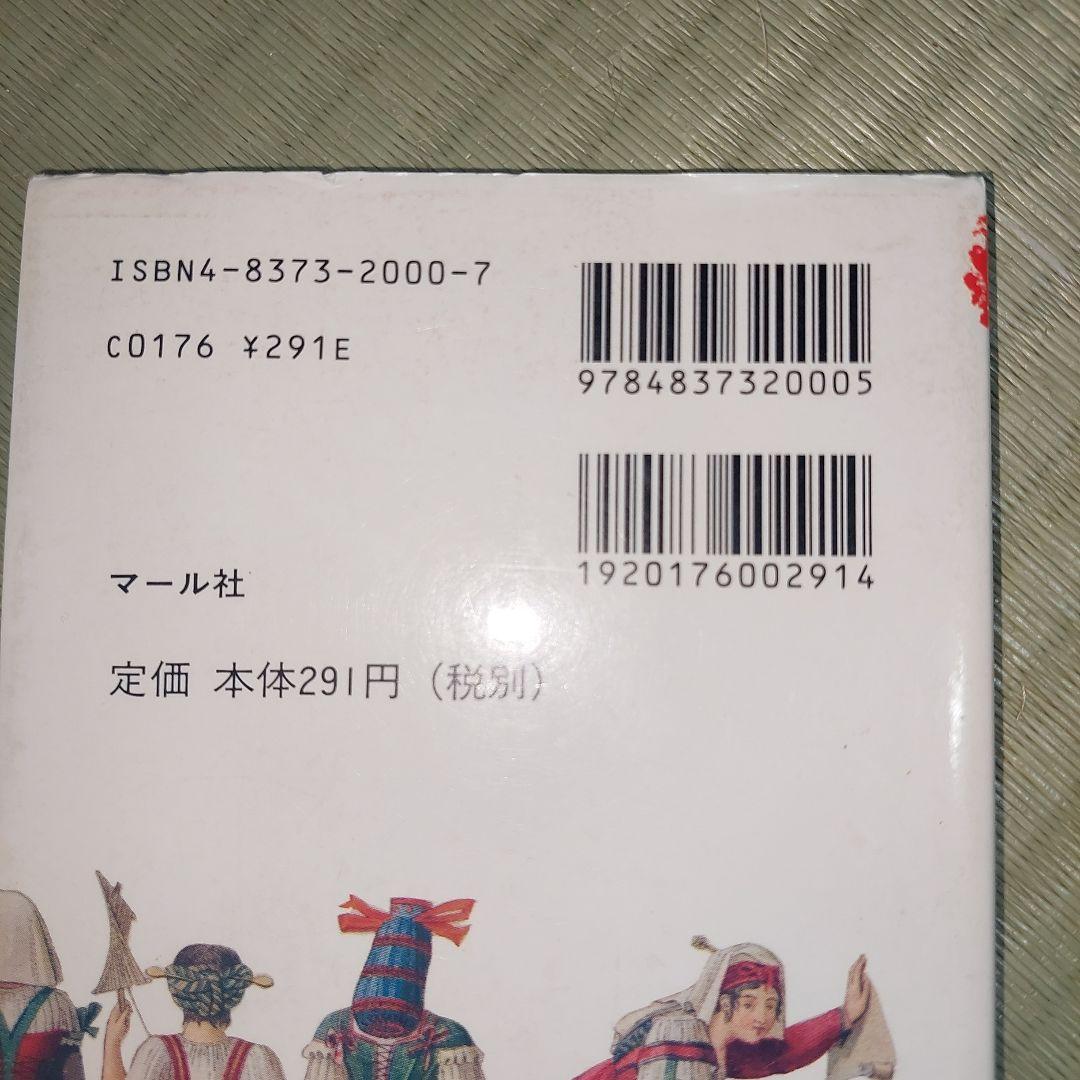 ISBN4-8373-2000-7
C0176 ¥291E
9784837320005
1920176002914
マール社
定価 本体291円（税別）